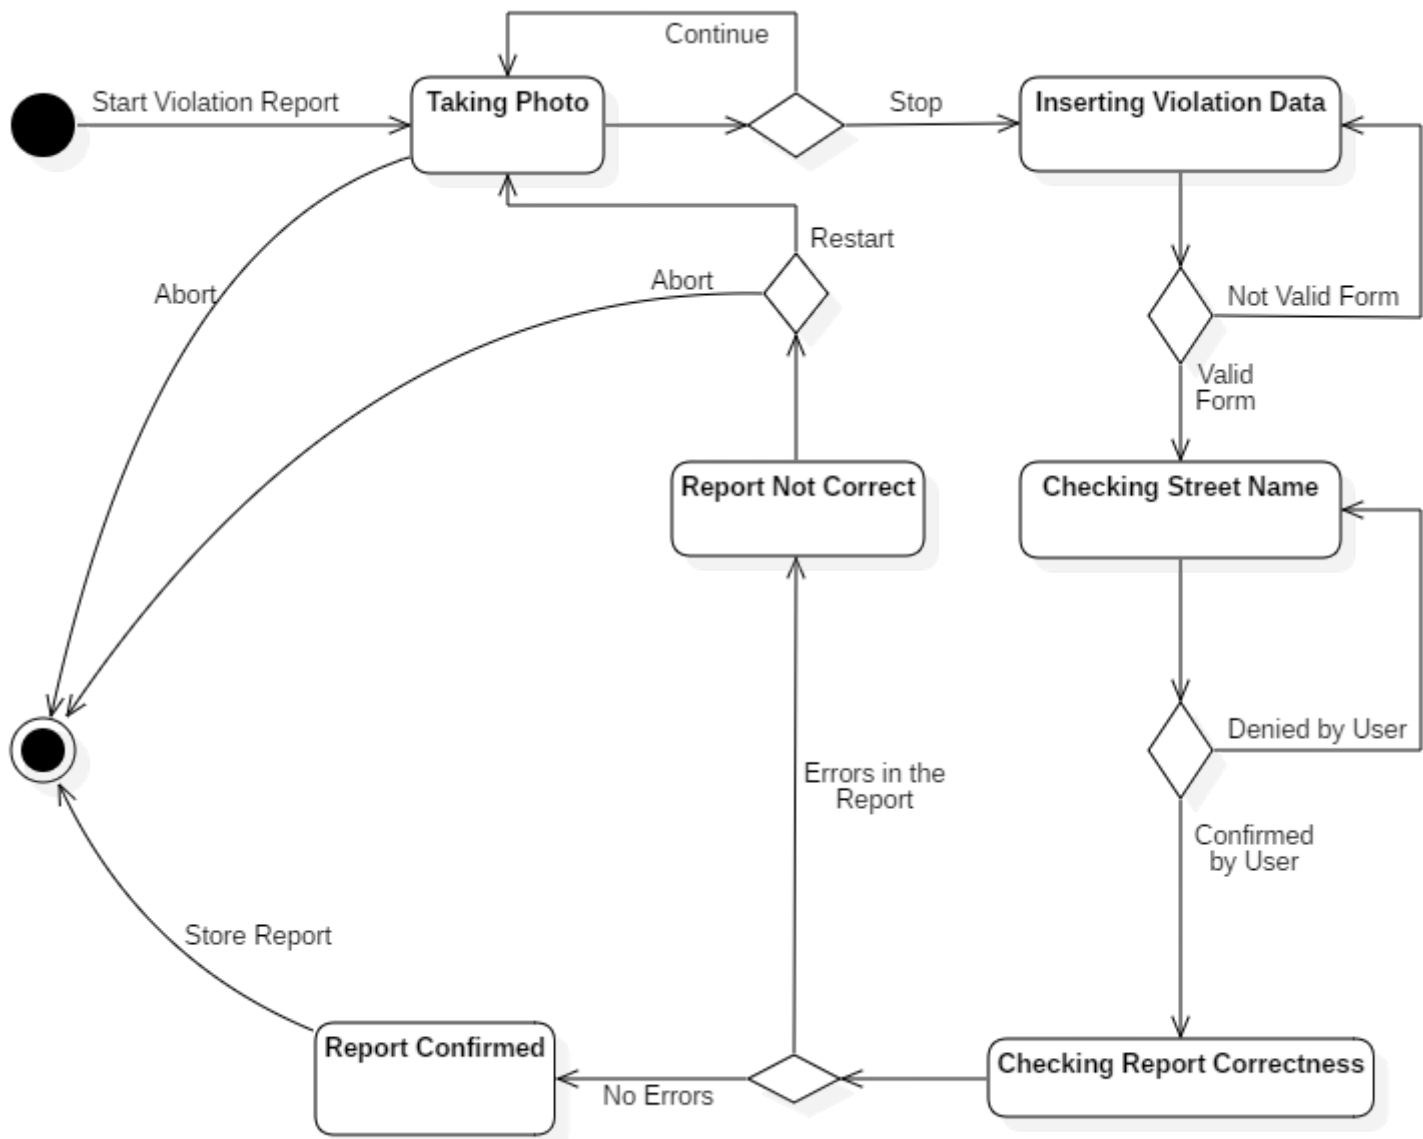 Continue
Start Violation Report
Taking Photo
Stop
Inserting Violation Data
Restart
Abort
Abort
Not Valid Form
Valid
Form
Report Not Correct
Checking Street Name
Denied by User
Errors in the
Report
Confirmed
by User
Store Report
Report Confirmed
No Errors
Checking Report Correctness